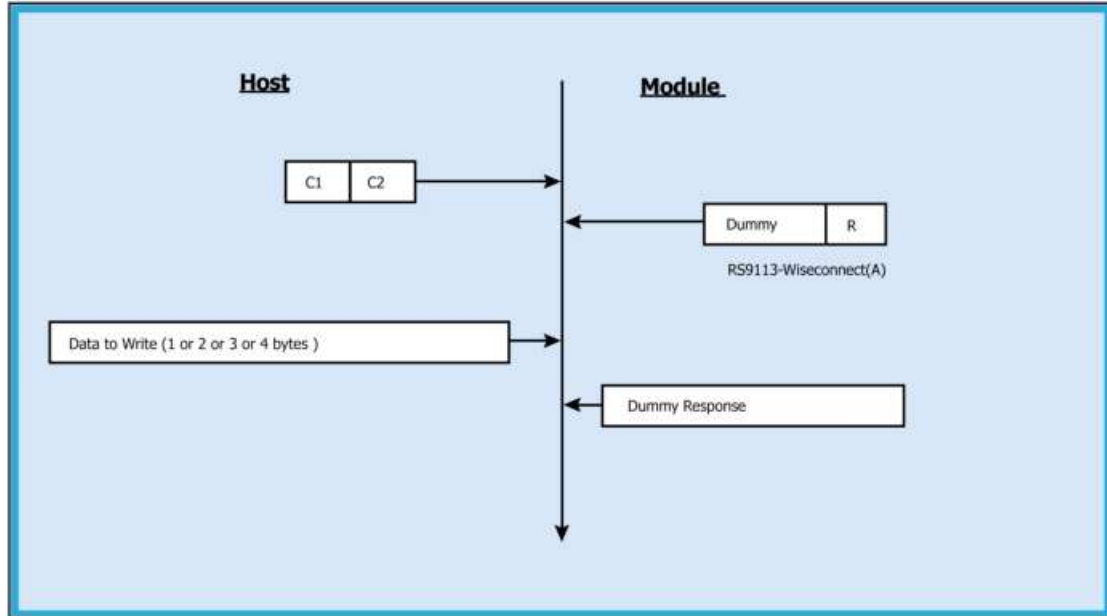 Host
Module
C1
C2
Dummy
R
RS9113-Wiseconnect(A)
Data to Write (1 or 2 or 3 or 4 bytes )
Dummy Response